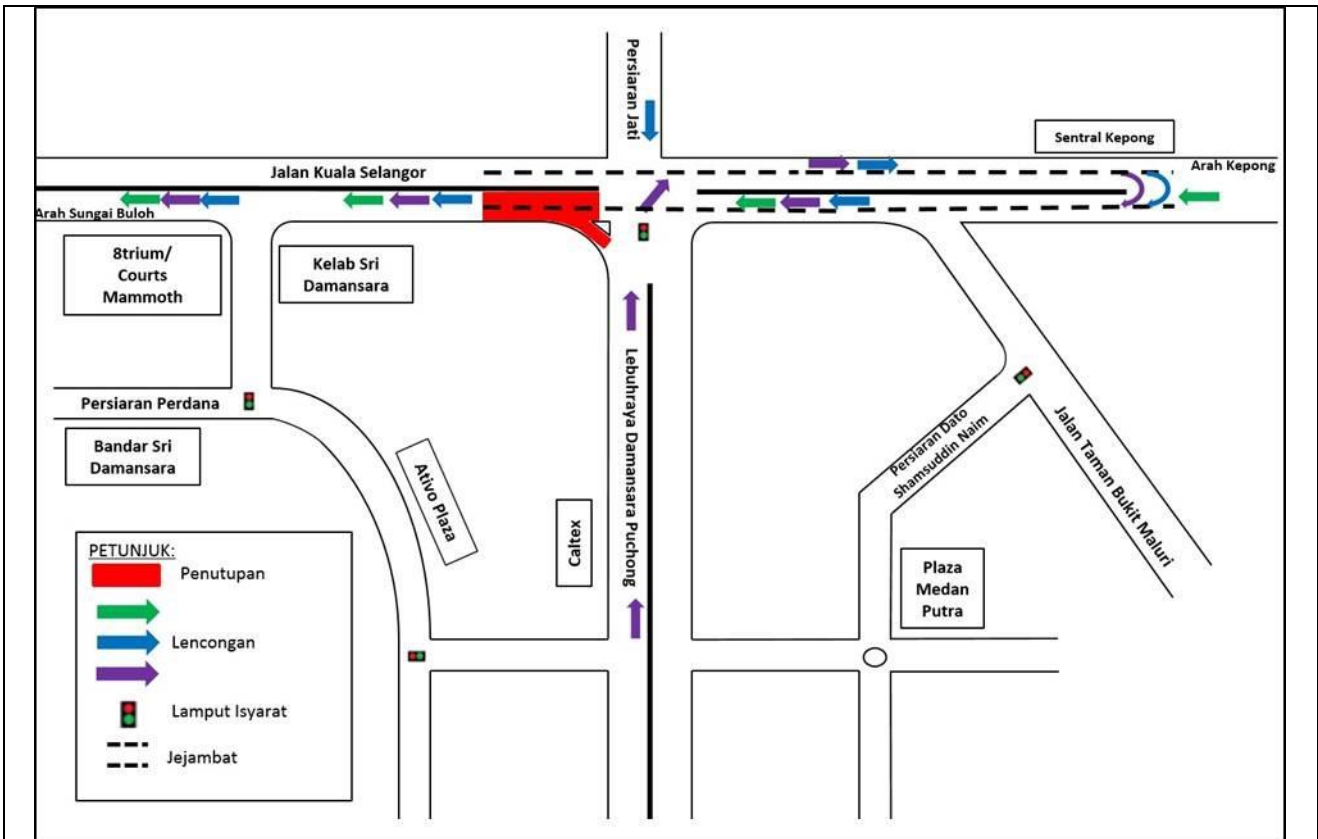 Persiaran Jati
Sentral Kepong
Jalan Kuala Selangor
Arah Kepong
Arah Sungai Buloh
8trium/
Courts
Mammoth
Kelab Sri
Damansara
Persiaran Perdana
Bandar Sri
Damansara
Ativo Plaza
Caltex
Lebuhraya Damansara Puchong
Persiaran Dato
Shamsuddin Naim
Jalan Taman Bukit Maluri
Plaza
Medan
Putra
PETUNJUK:
Penutupan
Lencongan
Lamput Isyarat
Jejambat